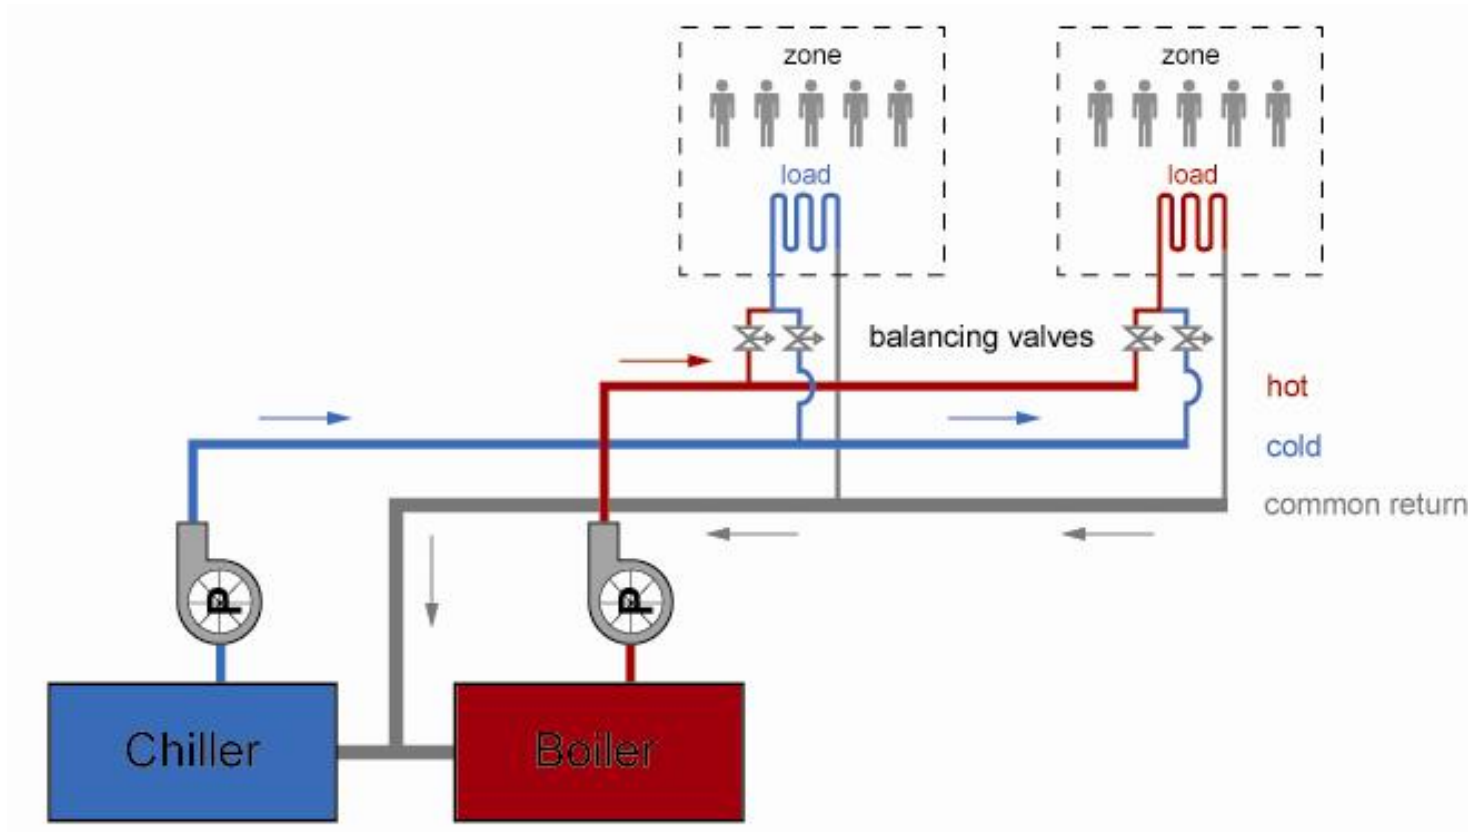 zone
zone
load
load
balancing valves
hot
cold
common return
P
P
Chiller
Boiler